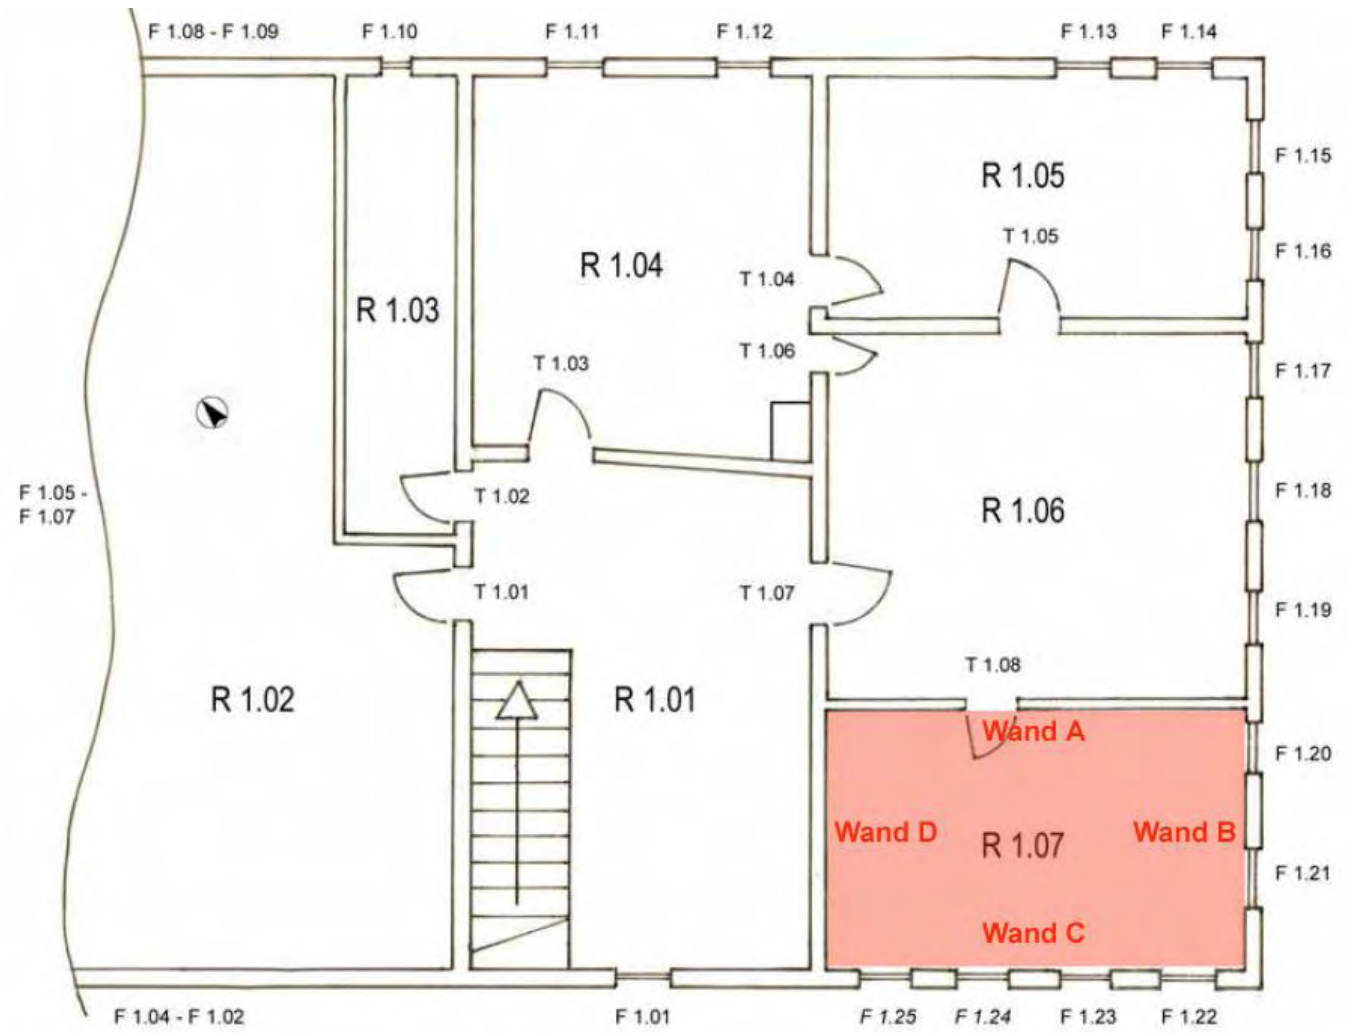 F 1.08 - F 1.09
F 1.10
F 1.11
F 1.12
F 1.13
F 1.14
F 1.15
R 1.05
T 1.05
F 1.16
R 1.04
T 1.04
R 1.03
T 1.06
T 1.03
F 1.17
F 1.05 -
F 1.07
T 1.02
R 1.06
F 1.18
T 1.01
T 1.07
F 1.19
T 1.08
R 1.02
R 1.01
Wand A
F 1.20
Wand D
R 1.07
Wand B
F 1.21
Wand C
F 1.04 - F 1.02
F 1.01
F 1.25
F 1.24
F 1.23
F 1.22